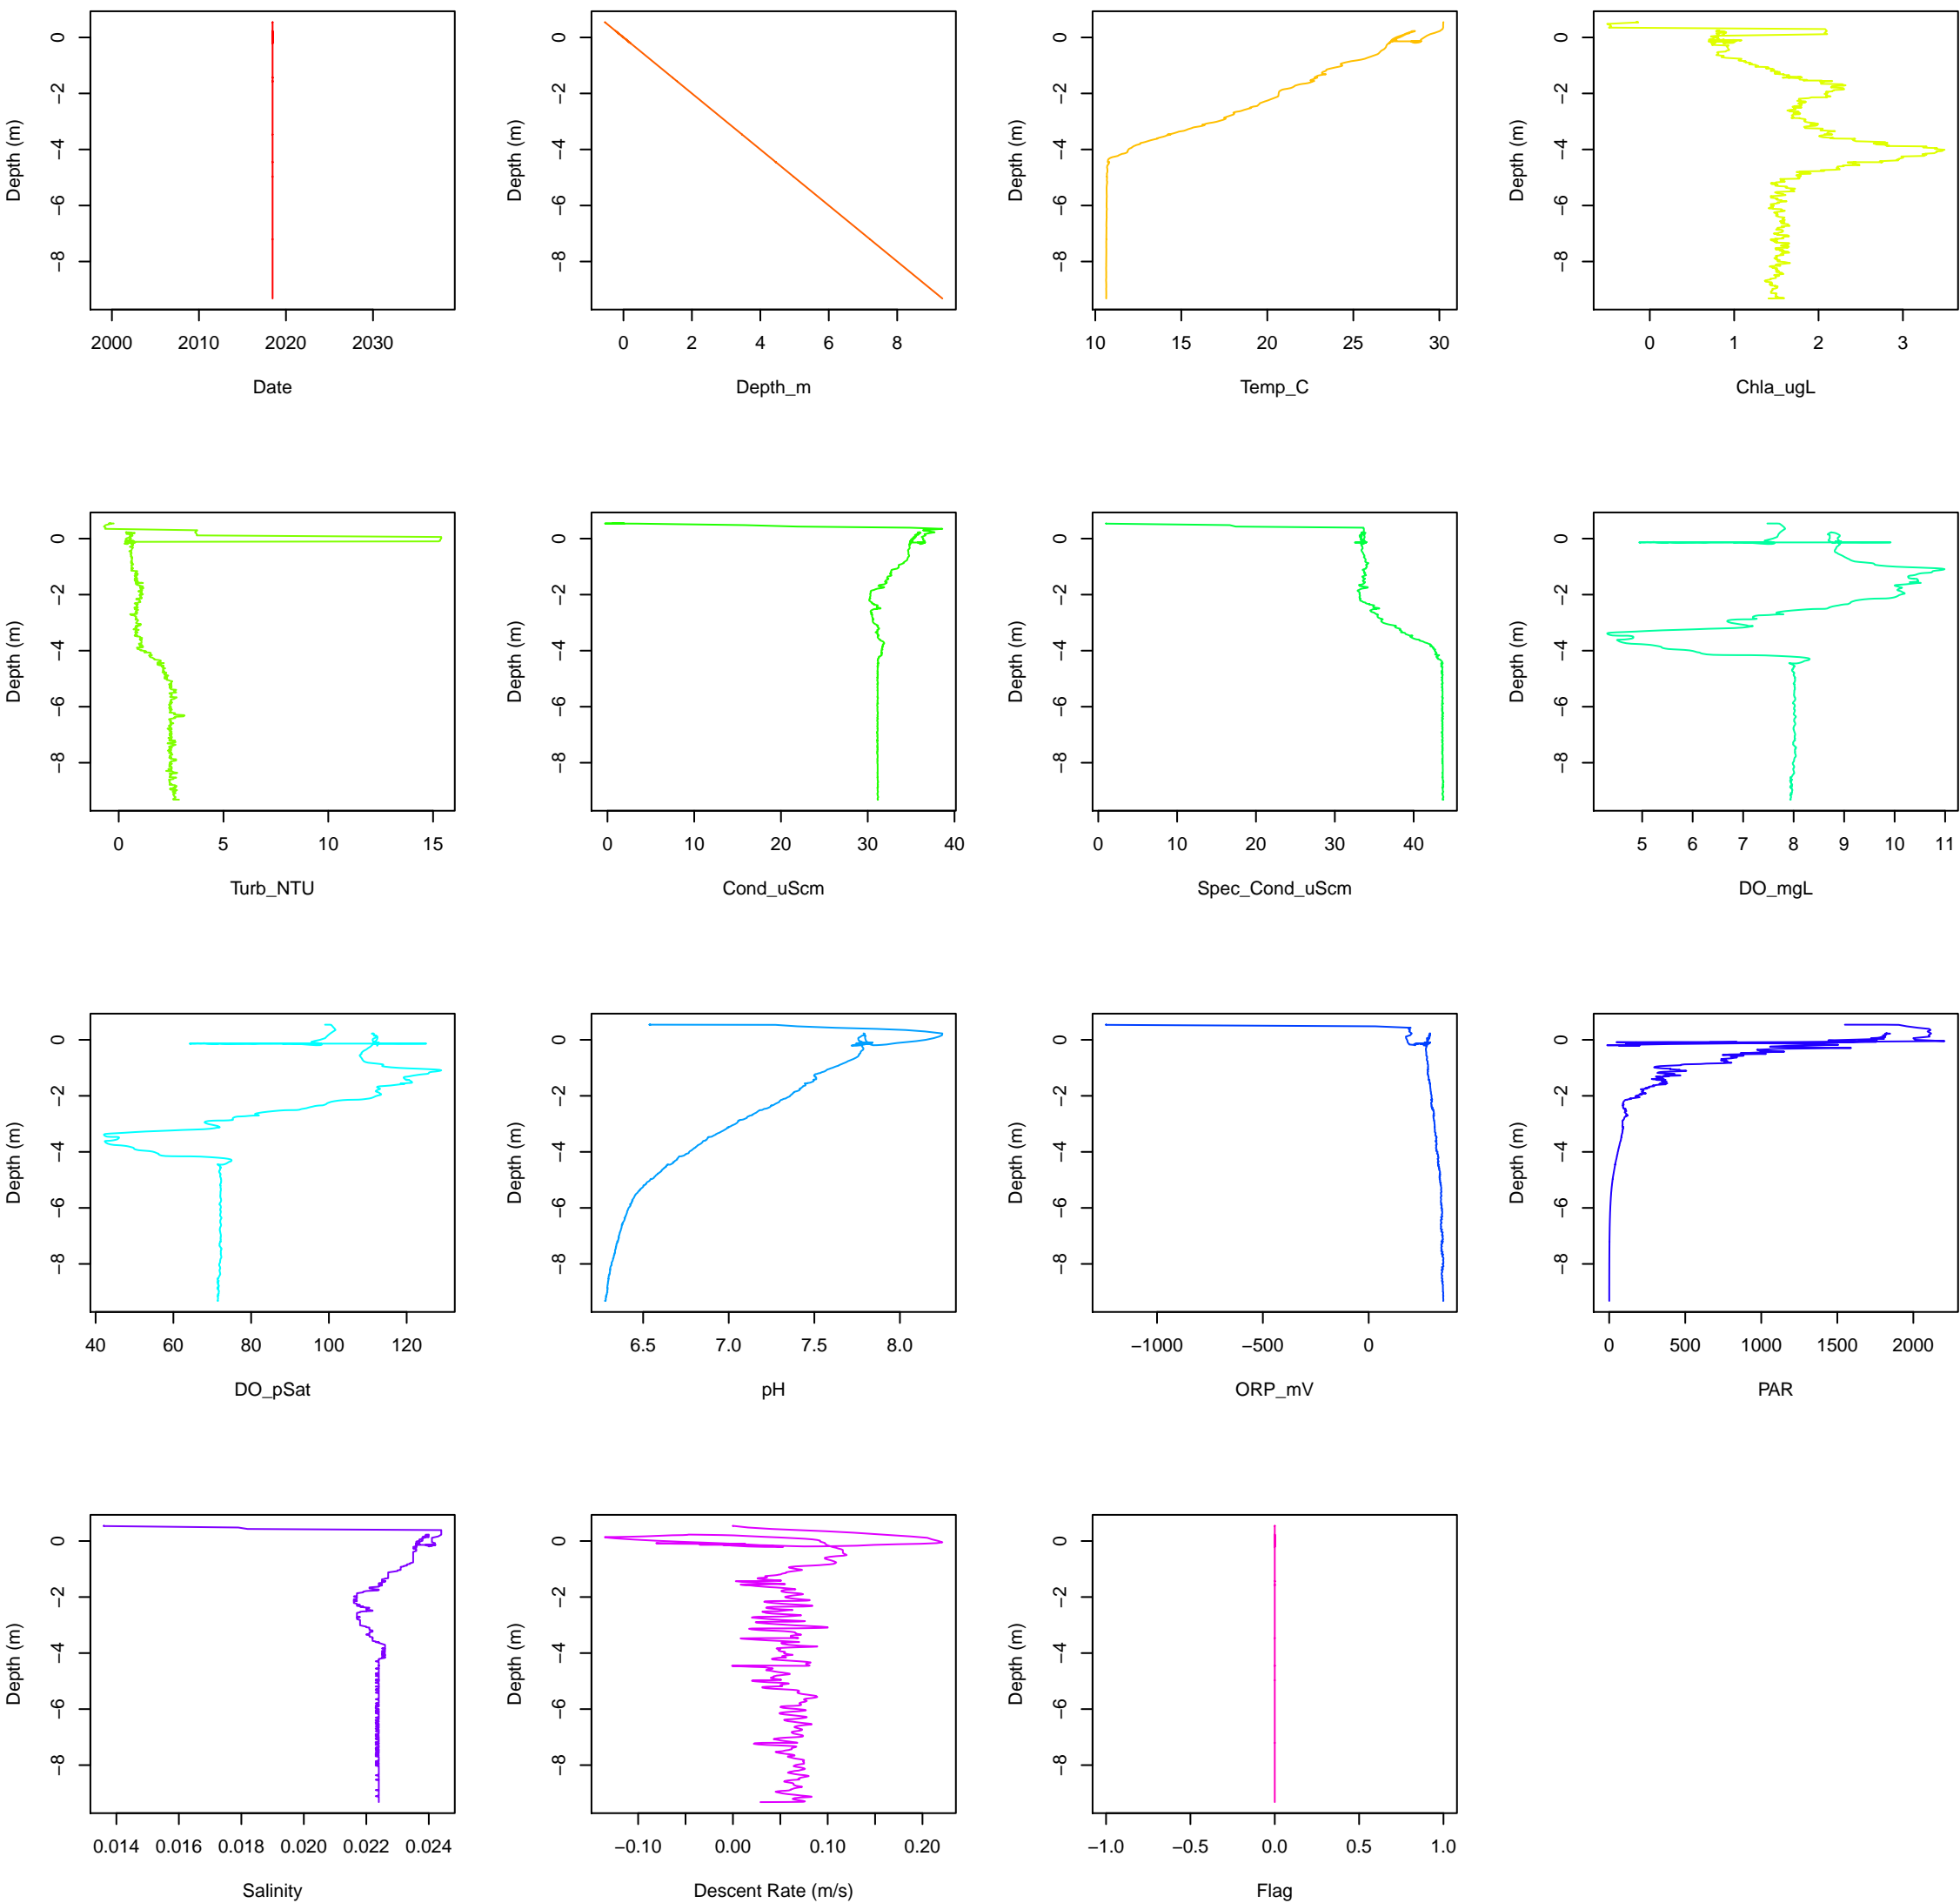 0
−2
−4
−6
−8
Depth (m)
2000 2010 2020 2030
Date
0
−2
−4
−6
−8
Depth (m)
0 2 4 6 8
Depth_m
0
−2
−4
−6
−8
Depth (m)
10 15 20 25 30
Temp_C
0
−2
−4
−6
−8
Depth (m)
0 1 2 3
Chla_ugL
0
−2
−4
−6
−8
Depth (m)
0 5 10 15
Turb_NTU
0
−2
−4
−6
−8
Depth (m)
0 10 20 30 40
Cond_uScm
0
−2
−4
−6
−8
Depth (m)
0 10 20 30 40
Spec_Cond_uScm
0
−2
−4
−6
−8
Depth (m)
5 6 7 8 9 10 11
DO_mgL
0
−2
−4
−6
−8
Depth (m)
40 60 80 100 120
DO_pSat
0
−2
−4
−6
−8
Depth (m)
6.5 7.0 7.5 8.0
pH
0
−2
−4
−6
−8
Depth (m)
−1000 −500 0
ORP_mV
0
−2
−4
−6
−8
Depth (m)
0 500 1000 1500 2000
PAR
0
−2
−4
−6
−8
Depth (m)
0.014 0.016 0.018 0.020 0.022 0.024
Salinity
0
−2
−4
−6
−8
Depth (m)
−0.10 0.00 0.10 0.20
Descent Rate (m/s)
0
−2
−4
−6
−8
Depth (m)
−1.0 −0.5 0.0 0.5 1.0
Flag